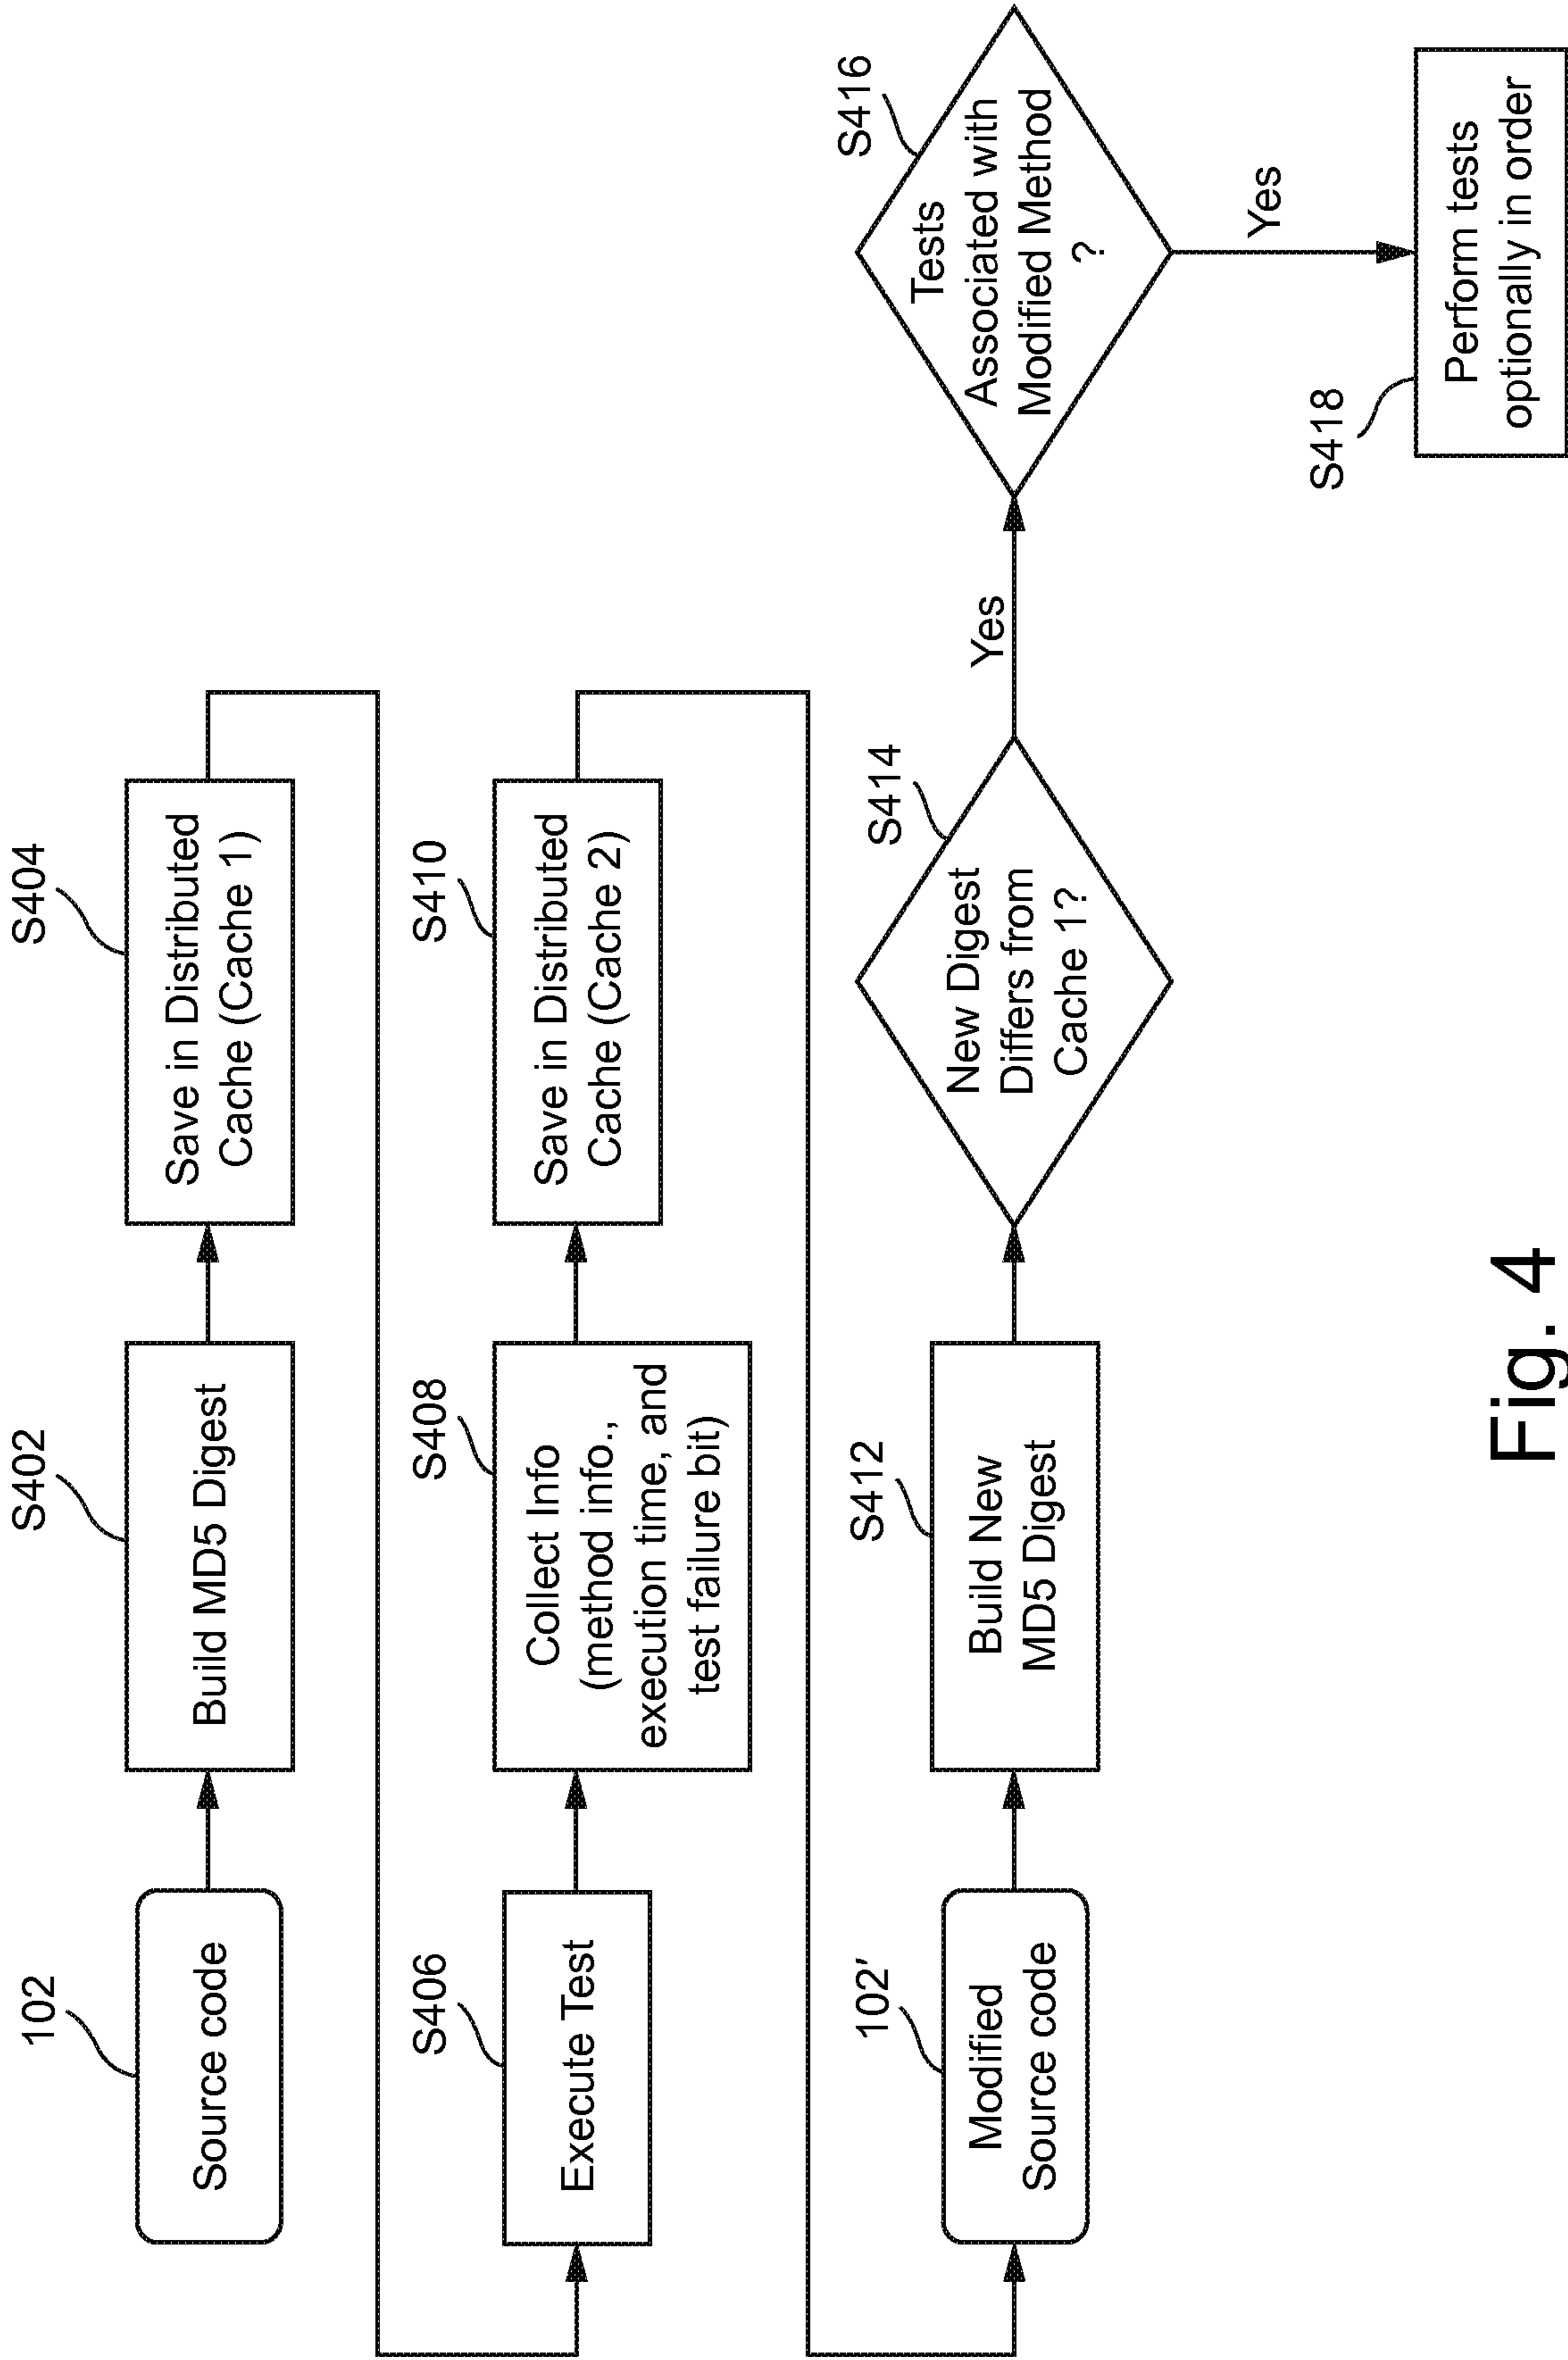 102
Source code
S402
Build MD5 Digest
S404
Save in Distributed
Cache (Cache 1)
S406
Execute Test
S408
Collect Info
(method info.,
execution time, and
test failure bit)
S410
Save in Distributed
Cache (Cache 2)
102'
Modified
Source code
S412
Build New
MD5 Digest
S414
New Digest
Differs from
Cache 1?
Yes
S416
Tests
Associated with
Modified Method
?
Yes
S418
Perform tests
optionally in order
Fig. 4